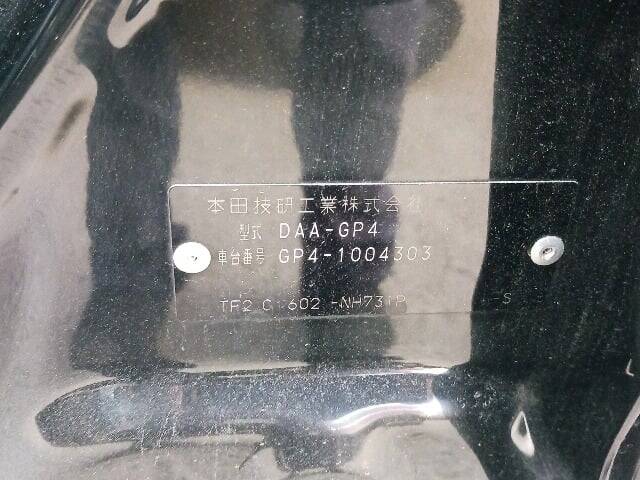 本田技研工業株式会社
型式 DAA-GP4
車台番号 GP4-1004303
TF2 G 602 -NH731P S